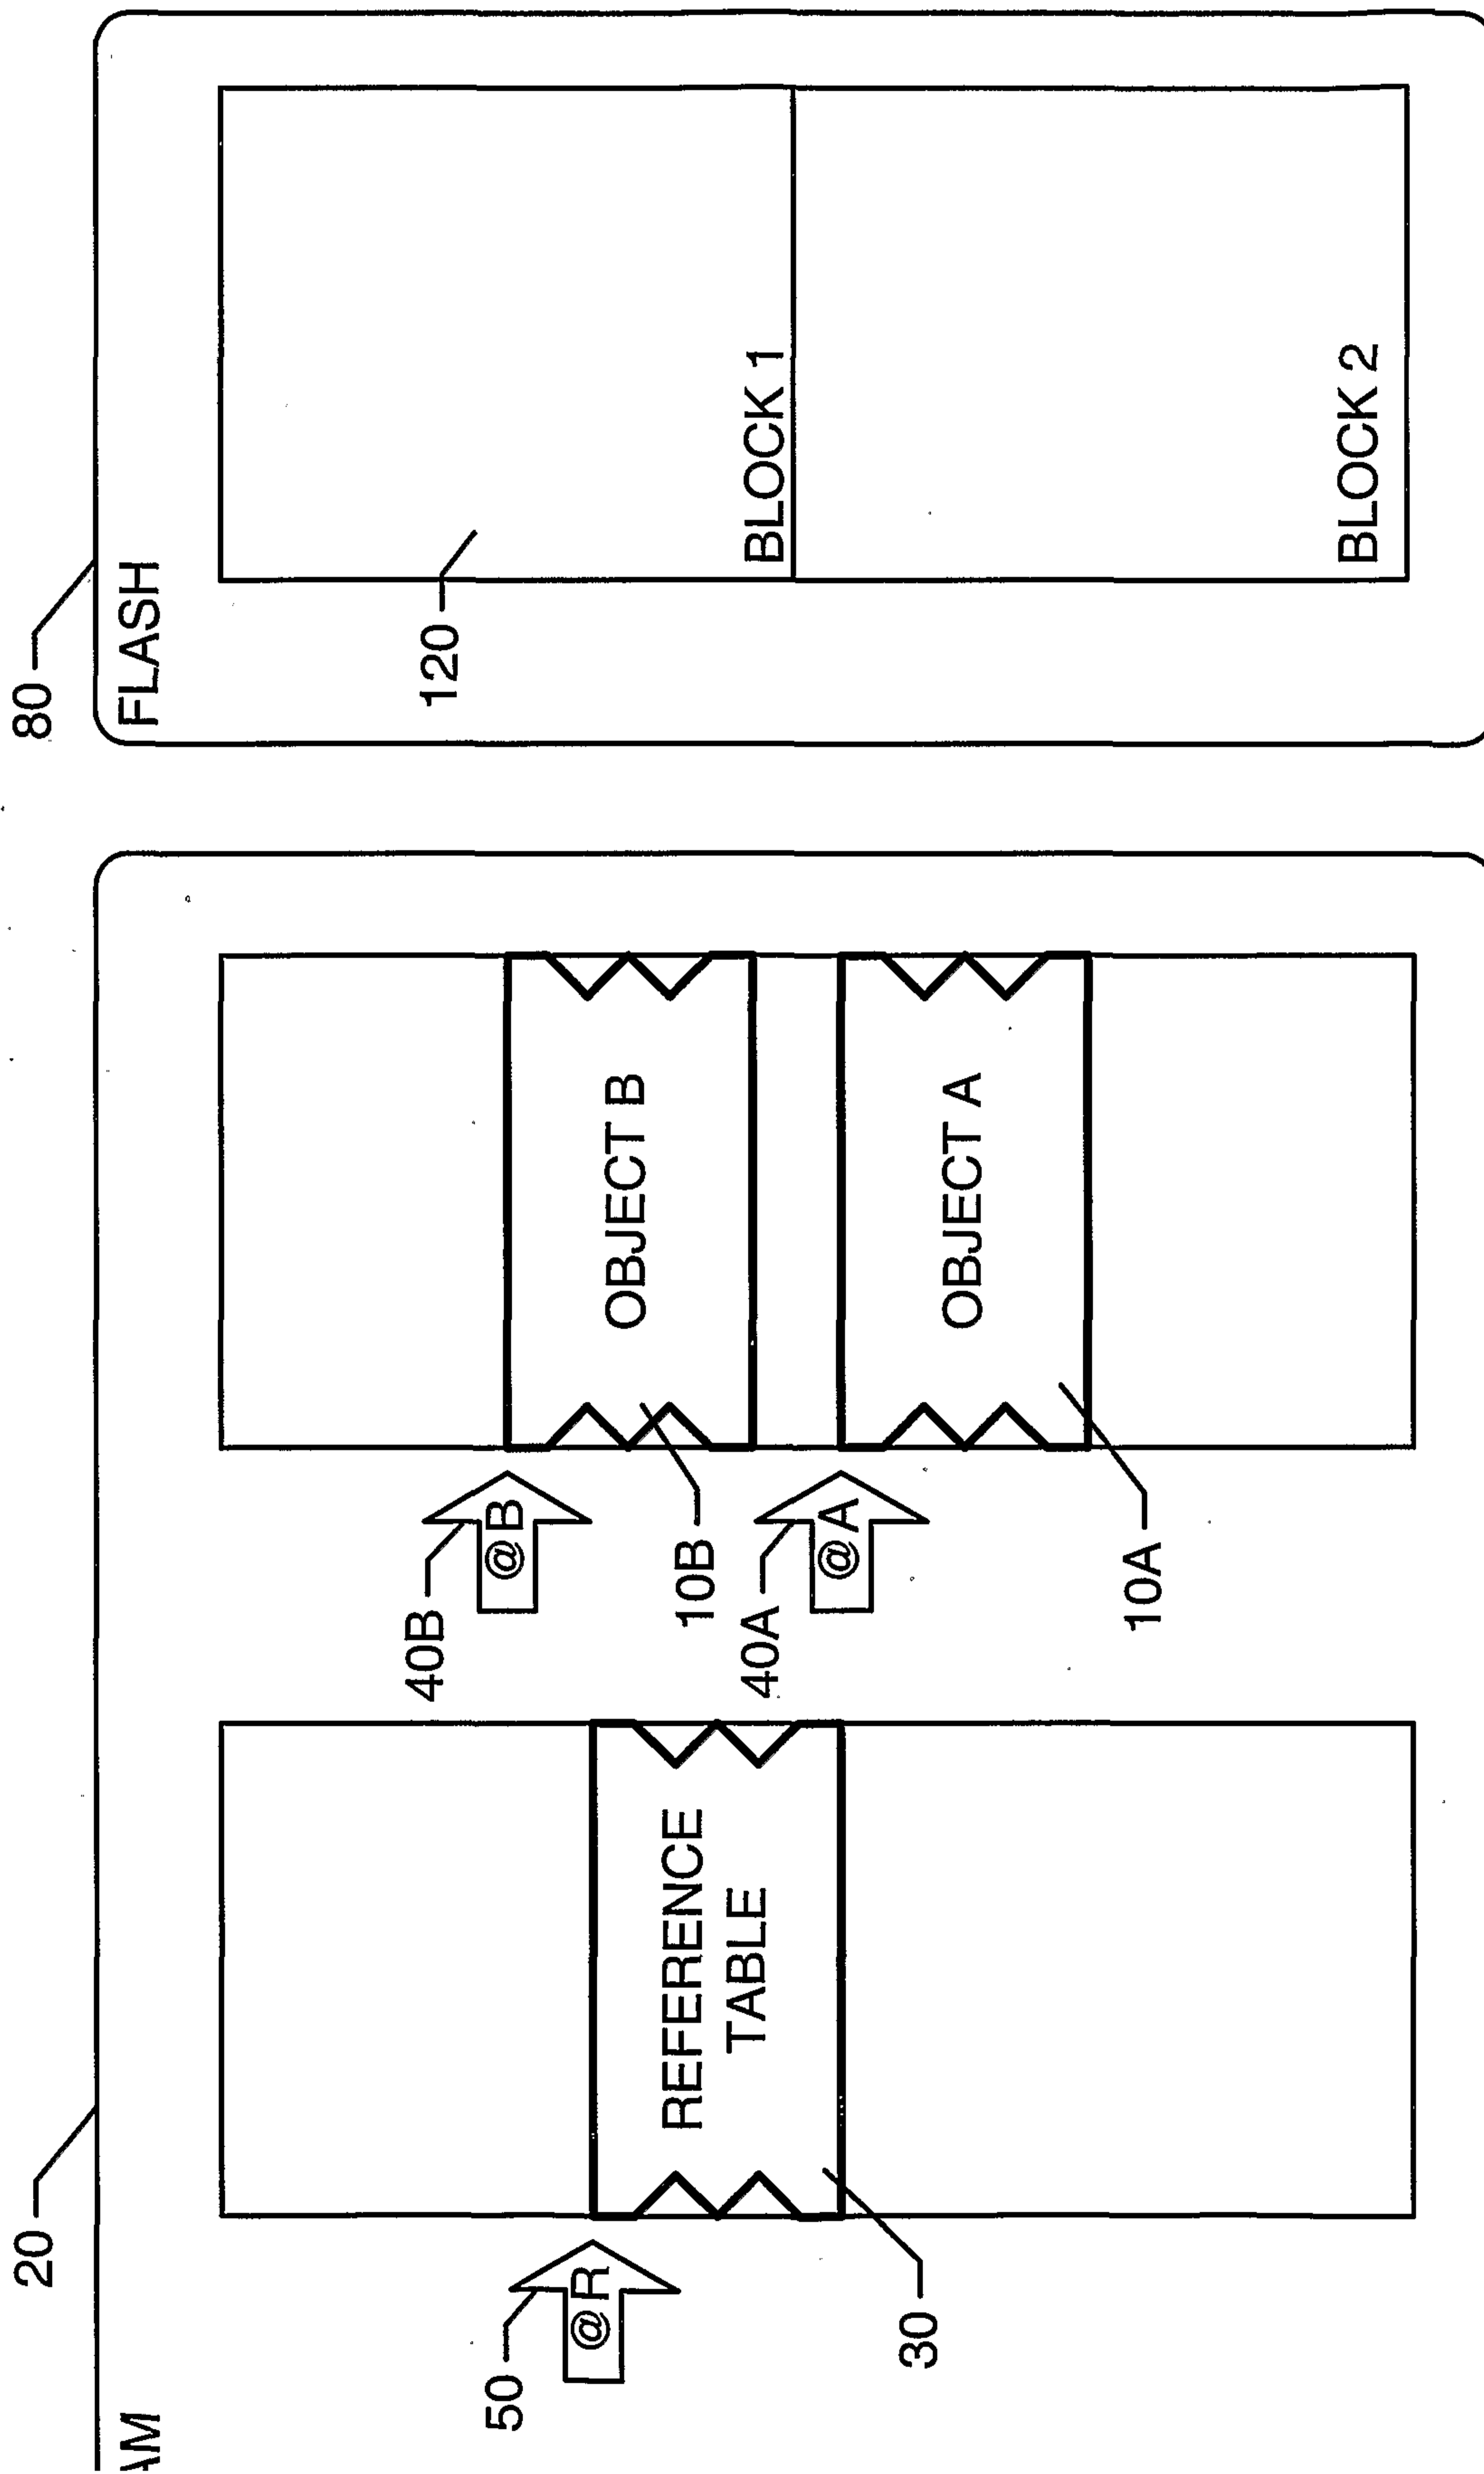 20
80
AM
FLASH
50
@R
REFERENCE
TABLE
30
40B
@B
OBJECT B
10B
40A
@A
OBJECT A
10A
120
BLOCK 1
BLOCK 2